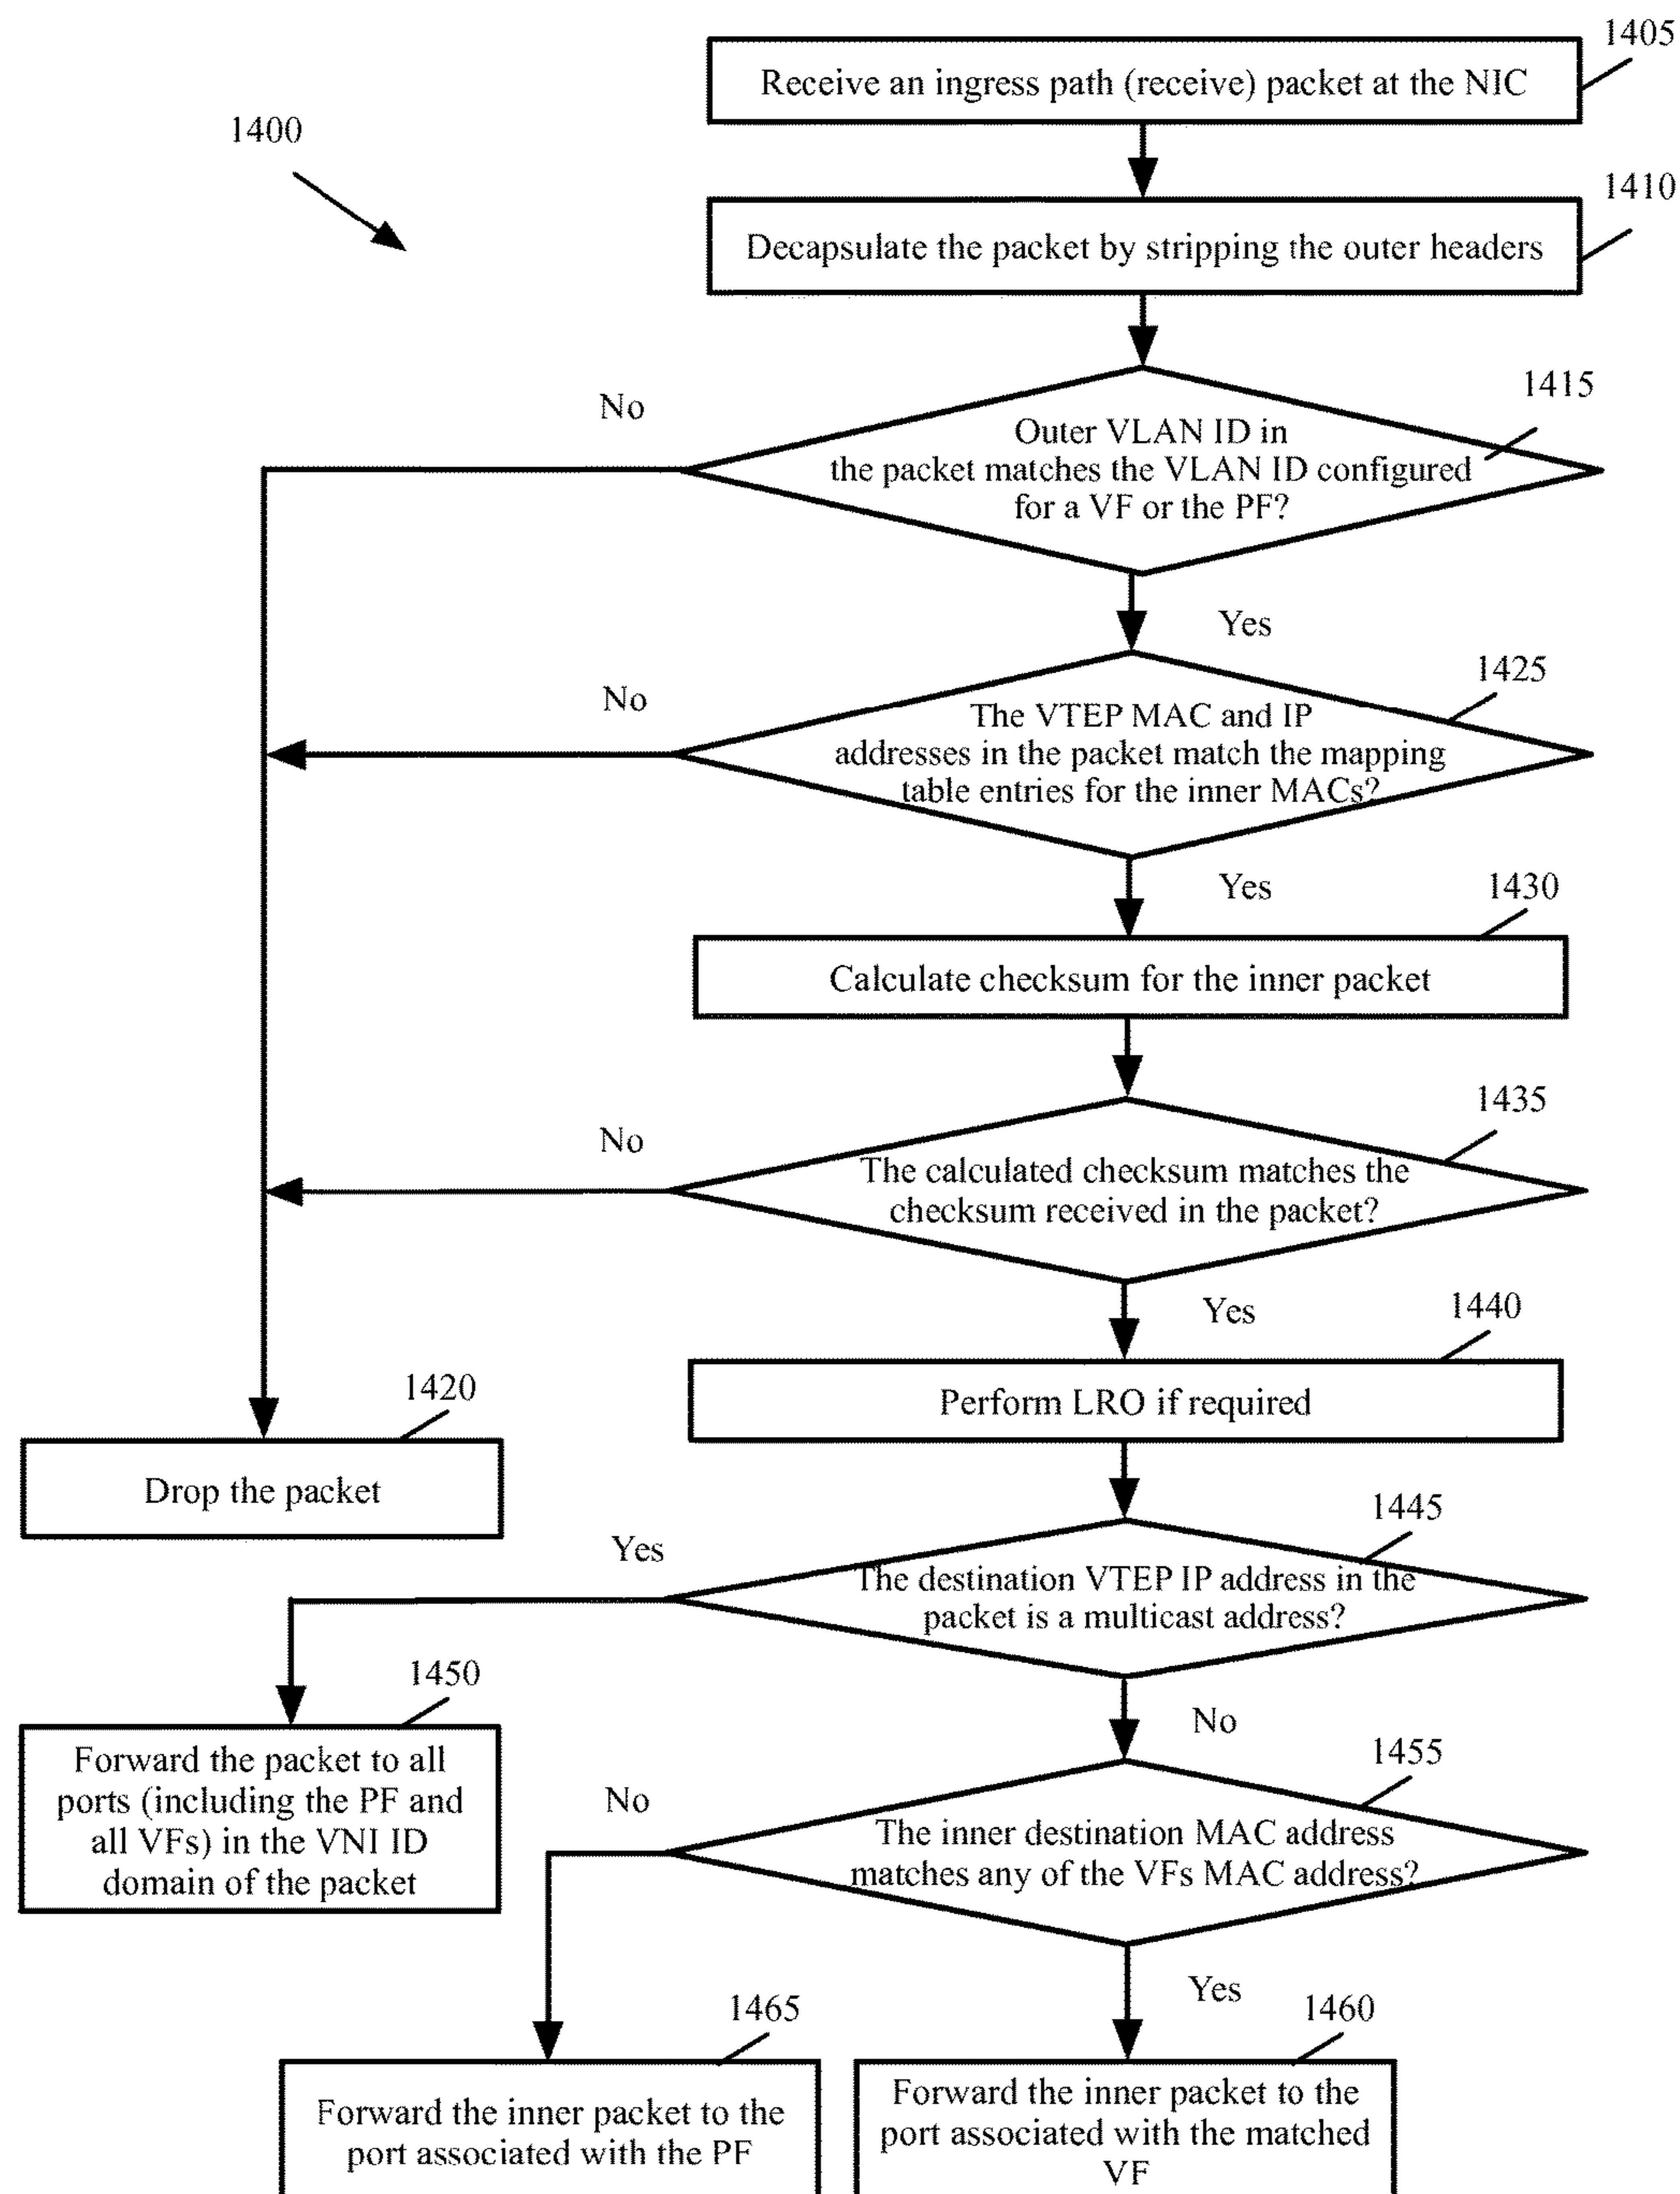 1405
Receive an ingress path (receive) packet at the NIC
1400
1410
Decapsulate the packet by stripping the outer headers
1415
No
Outer VLAN ID in
the packet matches the VLAN ID configured
for a VF or the PF?
Yes
1425
No
The VTEP MAC and IP
addresses in the packet match the mapping
table entries for the inner MACs?
Yes
1430
Calculate checksum for the inner packet
1435
No
The calculated checksum matches the
checksum received in the packet?
Yes
1440
Perform LRO if required
1420
Drop the packet
1445
Yes
The destination VTEP IP address in the
packet is a multicast address?
1450
Forward the packet to all
ports (including the PF and
all VFs) in the VNI ID
domain of the packet
No
1455
No
The inner destination MAC address
matches any of the VFs MAC address?
Yes
1465
Forward the inner packet to the
port associated with the PF
1460
Forward the inner packet to the
port associated with the matched
VF